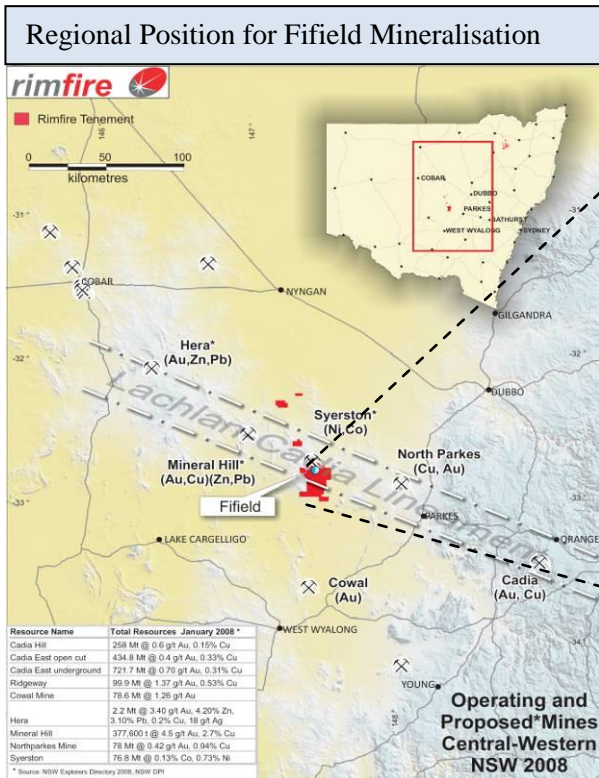 Regional Position for Fifield Mineralisation
rimfire
Rimfire Tenement
146
147
0 50 100
kilometres
COBAR
DUBBO
PARKES
BATHURST
WEST WYALONG
SYDNEY
-31°
-31
COBAR
NYNGAN
GILGANDRA
Hera*
(Au,Zn,Pb)
-32°
-32
DUBBO
Lachlan Cadia Lineament
Syerston*
(Ni,Co)
Mineral Hill*
(Au,Cu)(Zn,Pb)
North Parkes
(Cu, Au)
Fifield
-33°
PARKES
ORANGE
LAKE CARGELLIGO
Cadia
(Au, Cu)
Cowal
(Au)
WEST WYALONG
-34°
YOUNG
148
Resource Name Total Resources January 2008 *
Cadia Hill 258 Mt @ 0.6 g/t Au, 0.15% Cu
Cadia East open cut 434.8 Mt @ 0.4 g/t Au, 0.33% Cu
Cadia East underground 721.7 Mt @ 0.70 g/t Au, 0.31% Cu
Ridgeway 99.9 Mt @ 1.37 g/t Au, 0.53% Cu
Cowal Mine 78.6 Mt @ 1.26 g/t Au
Hera 2.2 Mt @ 3.40 g/t Au, 4.20% Zn,
3.10% Pb, 0.2% Cu, 18 g/t Ag
Mineral Hill 377,600 t @ 4.5 g/t Au, 2.7% Cu
Northparkes Mine 78 Mt @ 0.42 g/t Au, 0.94% Cu
Syerston 76.8 Mt @ 0.13% Co, 0.73% Ni
* Source: NSW Explorers Directory 2008, NSW DPI
Operating and
Proposed*Mines
Central-Western
NSW 2008